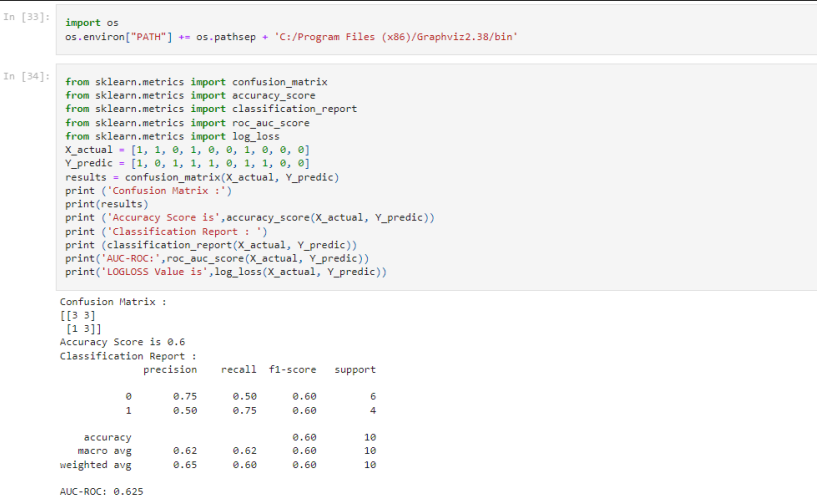 In [33]:
import os
os.environ["PATH"] += os.pathsep + 'C:/Program Files (x86)/Graphviz2.38/bin'
In [34]:
from sklearn.metrics import confusion_matrix
from sklearn.metrics import accuracy_score
from sklearn.metrics import classification_report
from sklearn.metrics import roc_auc_score
from sklearn.metrics import log_loss
X_actual = [1, 1, 0, 1, 0, 0, 1, 0, 0, 0]
Y_predic = [1, 0, 1, 1, 1, 0, 1, 1, 0, 0]
results = confusion_matrix(X_actual, Y_predic)
print ('Confusion Matrix :')
print(results)
print ('Accuracy Score is',accuracy_score(X_actual, Y_predic))
print ('Classification Report : ')
print (classification_report(X_actual, Y_predic))
print('AUC-ROC:',roc_auc_score(X_actual, Y_predic))
print('LOGLOSS Value is',log_loss(X_actual, Y_predic))
Confusion Matrix :
[[3 3]
[1 3]]
Accuracy Score is 0.6
Classification Report :
precision recall f1-score support
0 0.75 0.50 0.60 6
1 0.50 0.75 0.60 4
accuracy 0.60 10
macro avg 0.62 0.62 0.60 10
weighted avg 0.65 0.60 0.60 10
AUC-ROC: 0.625